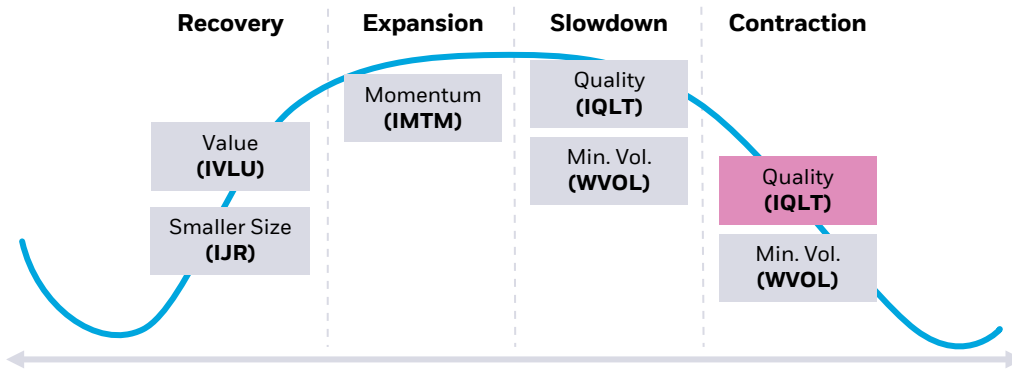 Recovery
Expansion
Slowdown
Contraction
Value
(IVLU)
Smaller Size
(IJR)
Momentum
(IMTM)
Quality
(IQLT)
Min. Vol.
(WVOL)
Quality
(IQLT)
Min. Vol.
(WVOL)